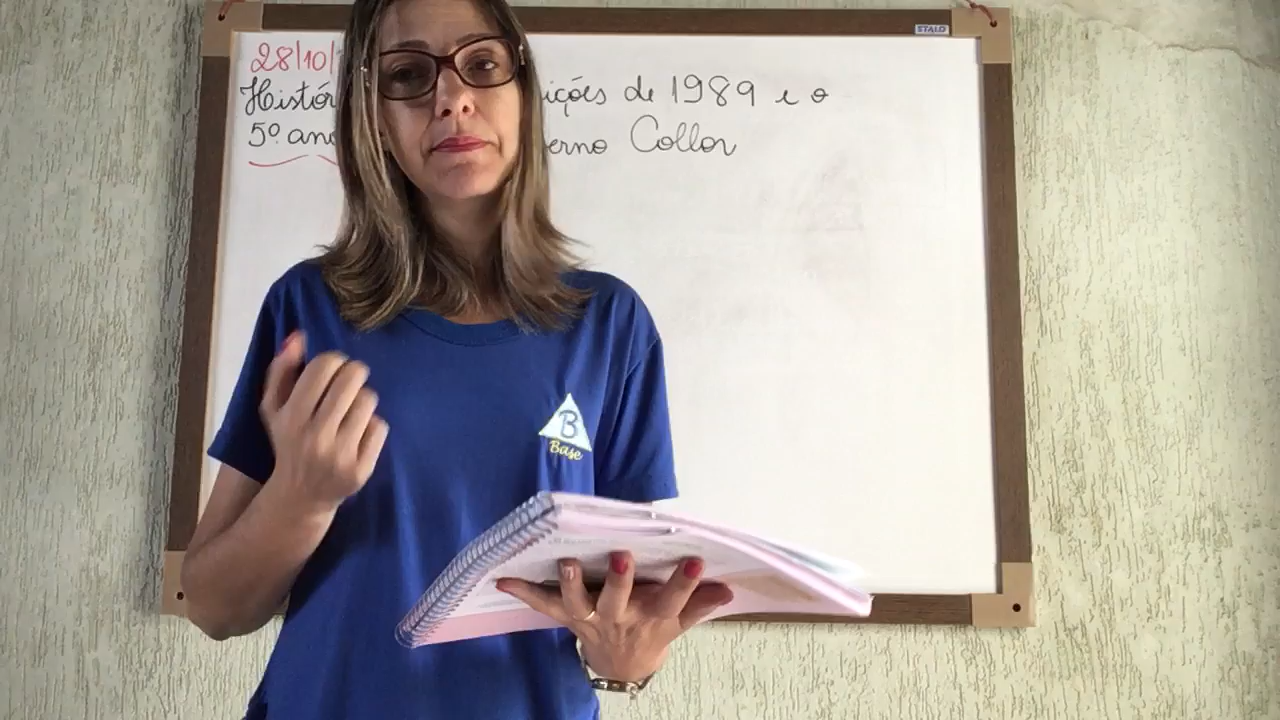 STALO
28/10/
Histór ições de 1989 e o
5º ano erno Collor
B
Base